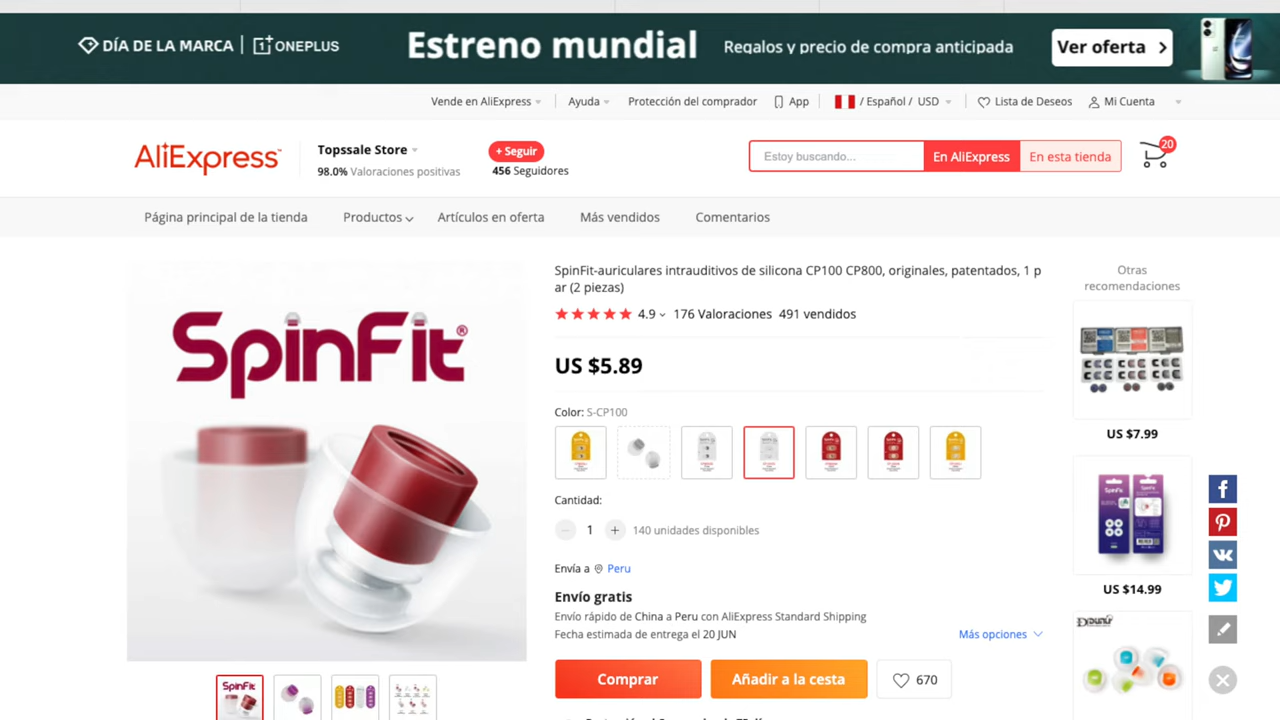 DÍA DE LA MARCA | ONEPLUS
Estreno mundial
Regalos y precio de compra anticipada
Ver oferta
Vende en AliExpress
Ayuda
Protección del comprador
App
/ Español / USD
Lista de Deseos
Mi Cuenta
AliExpress
Topssale Store
98.0% Valoraciones positivas
+ Seguir
456 Seguidores
Estoy buscando...
En AliExpress
En esta tienda
20
Página principal de la tienda
Productos
Artículos en oferta
Más vendidos
Comentarios
SpinFit®
SpinFit-auriculares intrauditivos de silicona CP100 CP800, originales, patentados, 1 p
ar (2 piezas)
4.9
176 Valoraciones
491 vendidos
US $5.89
Color: S-CP100
Cantidad:
− 1 +
140 unidades disponibles
Envía a Peru
Envío gratis
Envío rápido de China a Peru con AliExpress Standard Shipping
Fecha estimada de entrega el 20 JUN
Más opciones
Comprar
Añadir a la cesta
670
Otras
recomendaciones
US $7.99
SpinFit
SpinFit
US $14.99
SpinFit